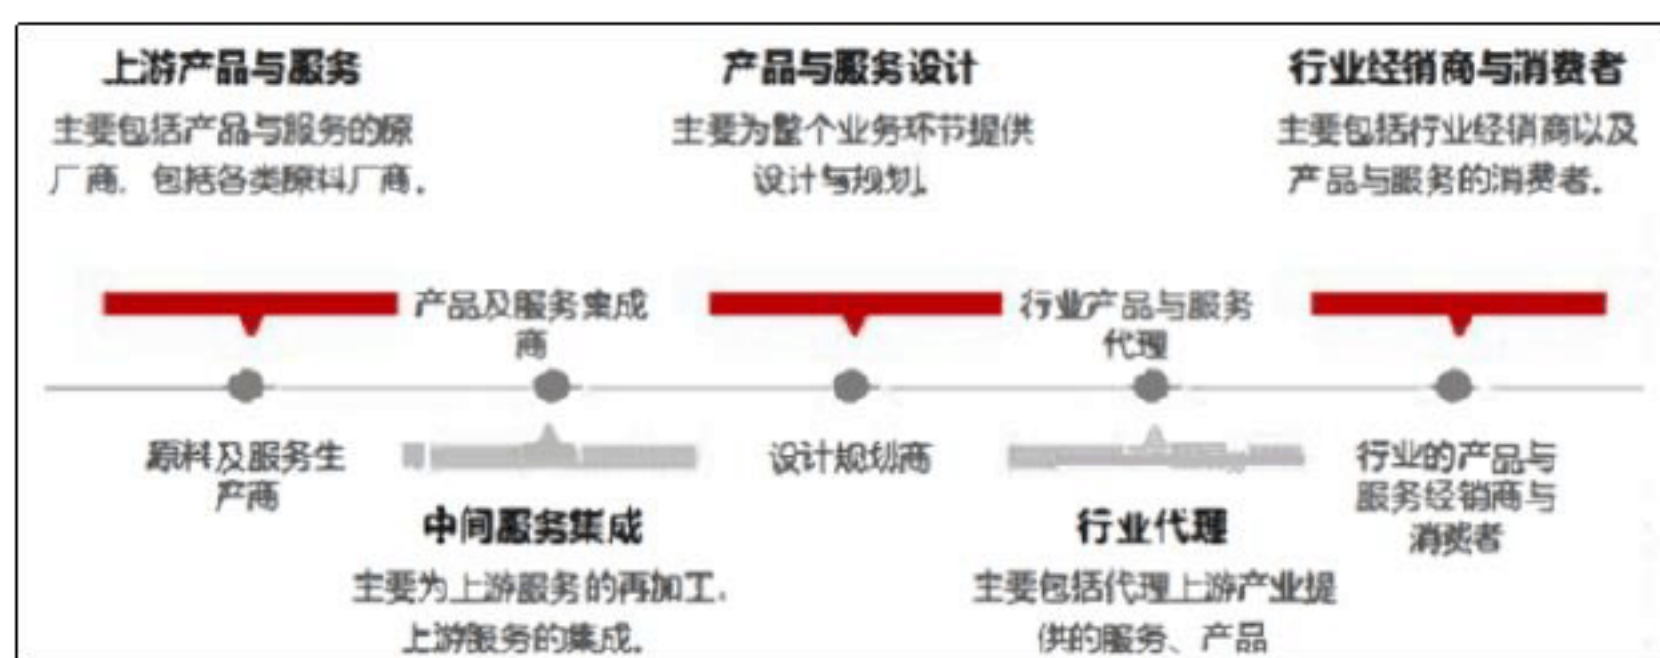 上游产品与服务
主要包括产品与服务的原
厂商，包括各类原料厂商。
产品与服务设计
主要为整个业务环节提供
设计与规划。
行业经销商与消费者
主要包括行业经销商以及
产品与服务的消费者。
产品及服务集成
商
行业产品与服务
代理
原料及服务生
产商
设计规划商
行业的产品与
服务经销商与
消费者
中间服务集成
主要为上游服务的再加工，
上游服务的集成。
行业代理
主要包括代理上游产业提
供的服务、产品